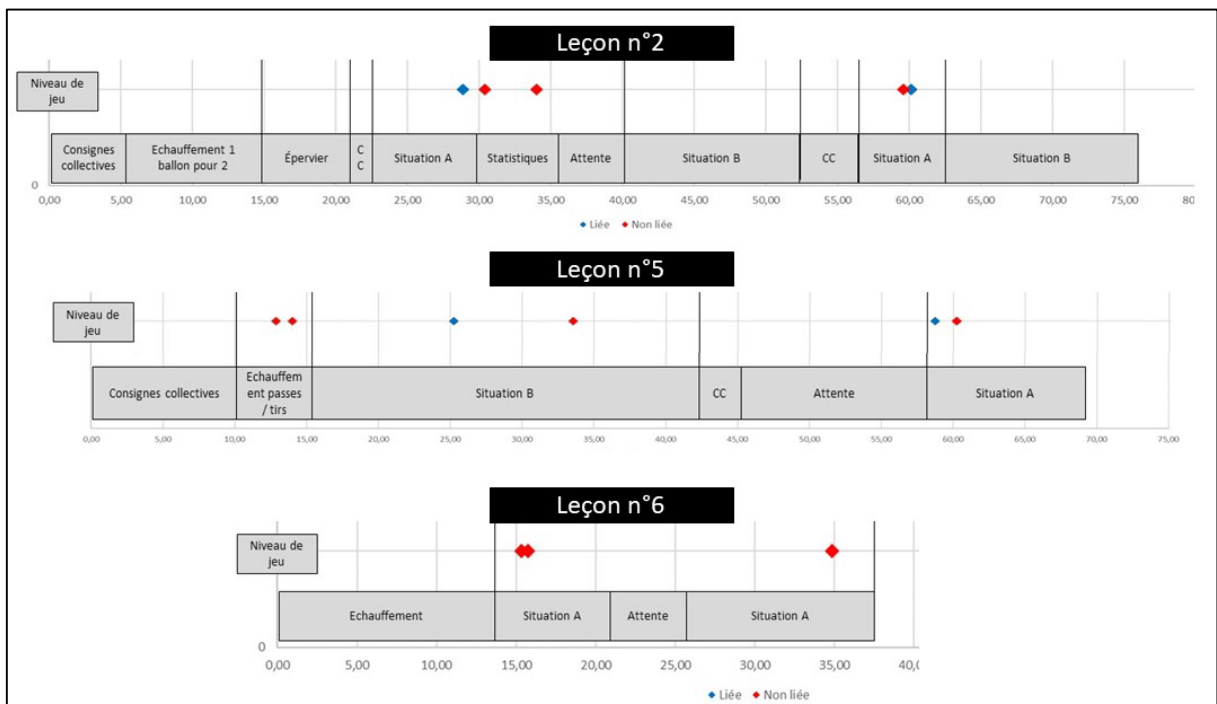 Leçon n°2
Niveau de
jeu
Consignes
collectives
Echauffement 1
ballon pour 2
Épervier
C
C
Situation A
Statistiques
Attente
Situation B
CC
Situation A
Situation B
0
0,00 5,00 10,00 15,00 20,00 25,00 30,00 35,00 40,00 45,00 50,00 55,00 60,00 65,00 70,00 75,00 80
Liée Non liée
Leçon n°5
Niveau de
jeu
Consignes collectives
Echauffem
ent passes
/ tirs
Situation B
CC
Attente
Situation A
0,00 5,00 10,00 15,00 20,00 25,00 30,00 35,00 40,00 45,00 50,00 55,00 60,00 65,00 70,00 75,00
Leçon n°6
Niveau de
jeu
Echauffement
Situation A
Attente
Situation A
0
0,00 5,00 10,00 15,00 20,00 25,00 30,00 35,00 40,
Liée Non liée